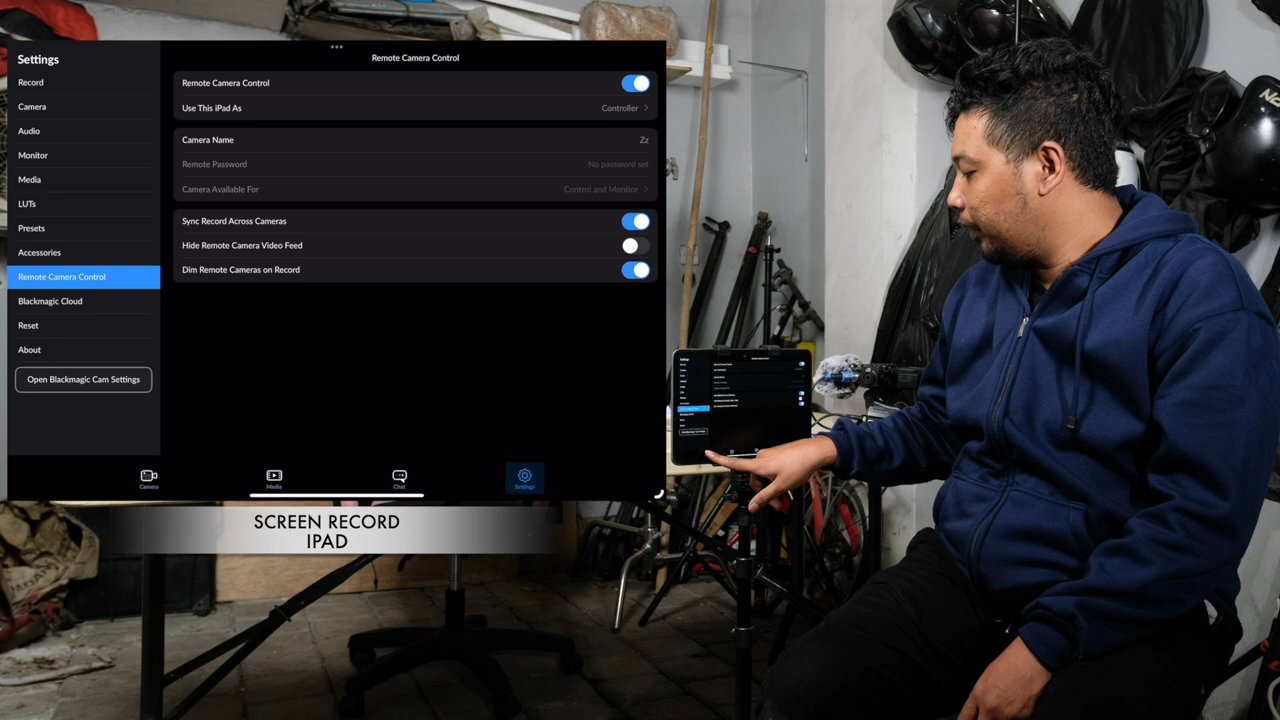 Settings
Record
Camera
Audio
Monitor
Media
LUTs
Presets
Accessories
Remote Camera Control
Blackmagic Cloud
Reset
About
Open Blackmagic Cam Settings
Remote Camera Control
Remote Camera Control
Use This iPad As Controller
Camera Name Zz
Remote Password No password set
Camera Available For Control and Monitor
Sync Record Across Cameras
Hide Remote Camera Video Feed
Dim Remote Cameras on Record
Camera Media Chat Settings
SCREEN RECORD
IPAD